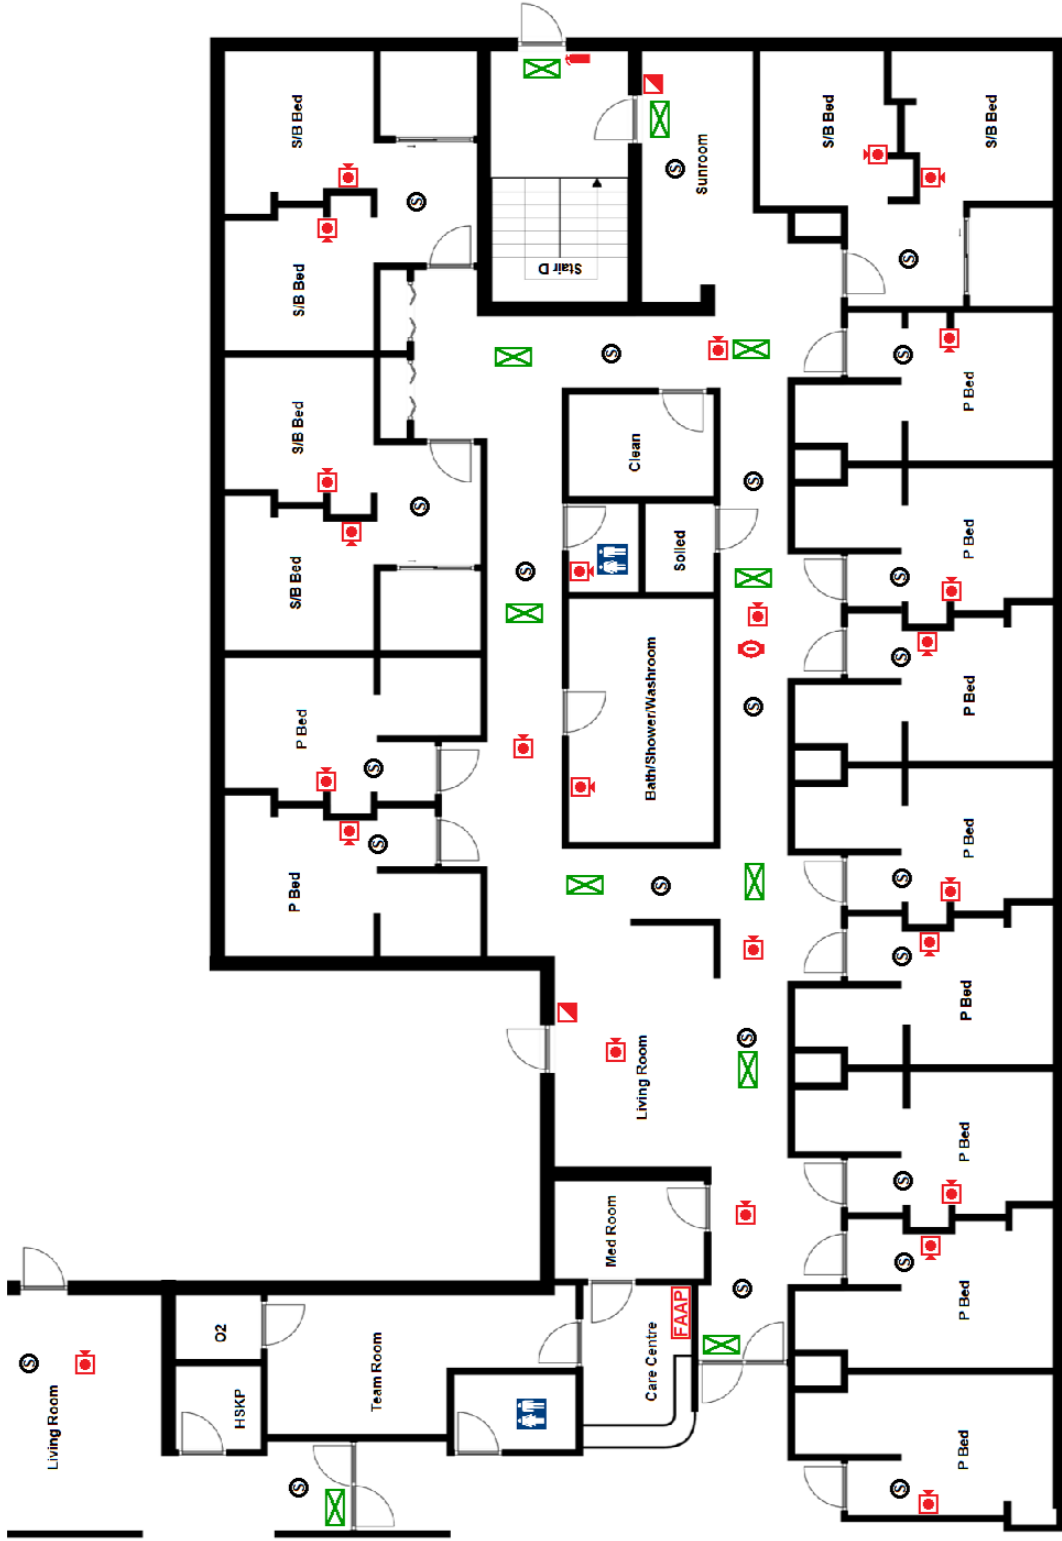 S/B Bed
S/B Bed
S/B Bed
Sunroom
S/B Bed
Stair D
S/B Bed
P Bed
S/B Bed
Clean
P Bed
Soiled
S/B Bed
P Bed
P Bed
Bath/Shower/Washroom
P Bed
P Bed
P Bed
Living Room
P Bed
Med Room
P Bed
FAAP
O2
Team Room
Care Centre
HSKP
Living Room
P Bed